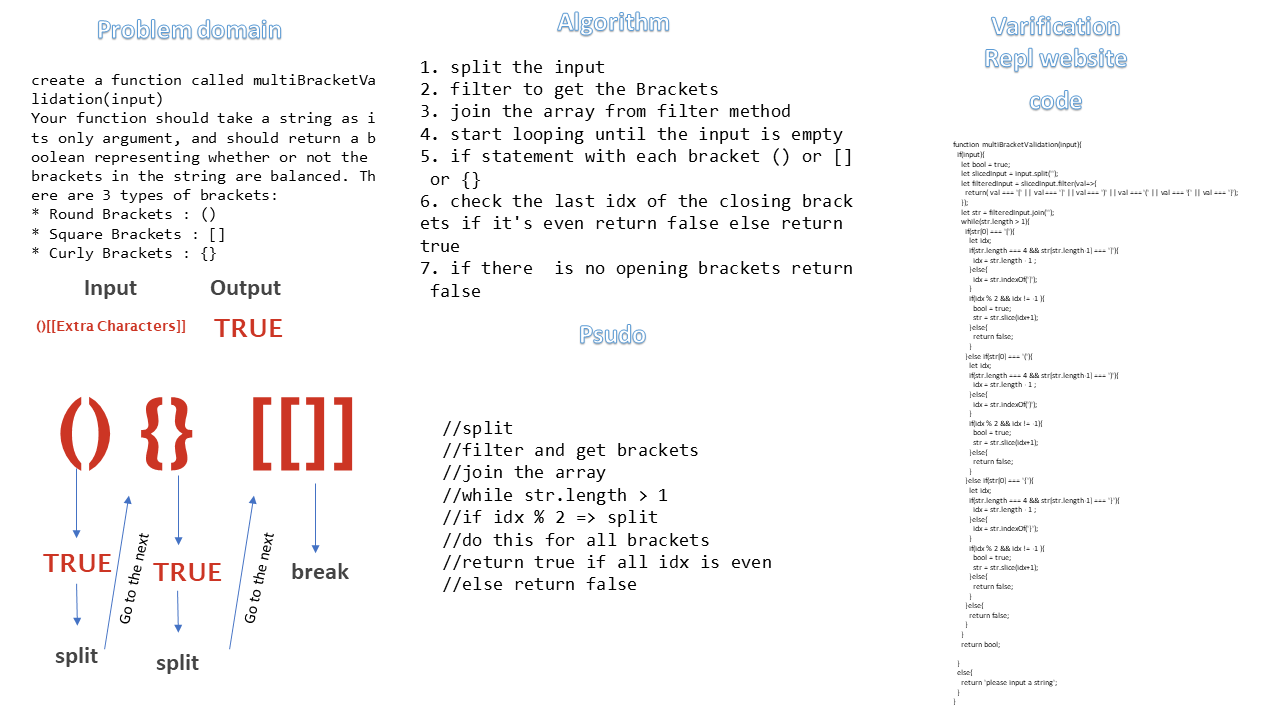 Problem domain
create a function called multiBracketVa
lidation(input)
Your function should take a string as i
ts only argument, and should return a b
oolean representing whether or not the
brackets in the string are balanced. Th
ere are 3 types of brackets:
* Round Brackets : ()
* Square Brackets : []
* Curly Brackets : {}
Input Output
()[[Extra Characters]] TRUE
() {} [[]]
TRUE
Go to the next
TRUE
Go to the next
break
split
split
Algorithm
1. split the input
2. filter to get the Brackets
3. join the array from filter method
4. start looping until the input is empty
5. if statement with each bracket () or []
or {}
6. check the last idx of the closing brack
ets if it's even return false else return
true
7. if there  is no opening brackets return
false
Psudo
//split
//filter and get brackets
//join the array
//while str.length > 1
//if idx % 2 => split
//do this for all brackets
//return true if all idx is even
//else return false
Varification
Repl website
code
function multiBracketValidation(input){
if(input){
let bool = true;
let slicedInput = input.split('');
let filteredInput = slicedInput.filter(val=>{
return( val === || val === || val === || val === || val === || val ===
});
let str = filteredInput.join('');
while(str.length > 1){
if(str[0] ===
let idx;
if(str.length === 4 && str[str.length-1] ===
idx = str.length - 1 ;
}else{
idx = str.indexOf(
}
if(idx % 2 && idx != -1 ){
bool = true;
str = str.slice(idx+1);
}else{
return false;
}
}else if(str[0] ===
let idx;
if(str.length === 4 && str[str.length-1] ===
idx = str.length - 1 ;
}else{
idx = str.indexOf(
}
if(idx % 2 && idx != -1){
bool = true;
str = str.slice(idx+1);
}else{
return false;
}
}else if(str[0] ===
let idx;
if(str.length === 4 && str[str.length-1] ===
idx = str.length - 1 ;
}else{
idx = str.indexOf(
}
if(idx % 2 && idx != -1 ){
bool = true;
str = str.slice(idx+1);
}else{
return false;
}
}else{
return false;
}
}
return bool;
}
else{
return 'please input a string';
}
}